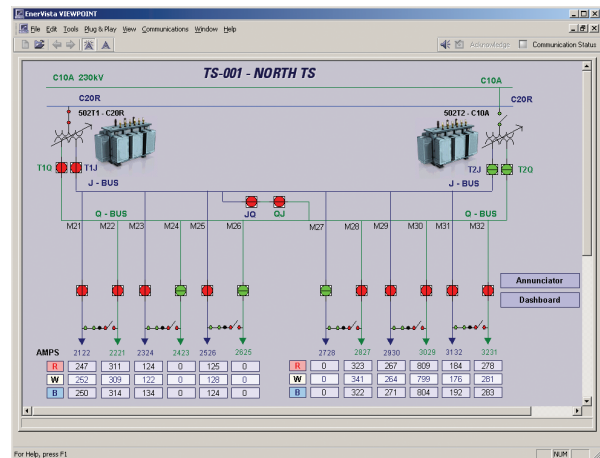 EnerVista VIEWPOINT
File Edit Tools Plug & Play View Communications Window Help
Acknowledge Communication Status
TS-001 - NORTH TS
C10A 230kV
C10A
C20R
C20R
502T1 - C20R
502T2 - C10A
T1Q T1J
T2J T2Q
J - BUS
J - BUS
Q - BUS
JQ QJ
Q - BUS
M21 M22 M23 M24 M25 M26 M27 M28 M29 M30 M31 M32
Annunciator
Dashboard
AMPS 2122 2221 2324 2423 2526 2625 2728 2827 2930 3029 3132 3231
R 247 311 124 0 125 0 0 323 267 809 184 278
W 252 309 122 0 128 0 0 341 264 799 176 281
B 250 314 134 0 124 0 0 322 271 804 192 283
For Help, press F1
NUM